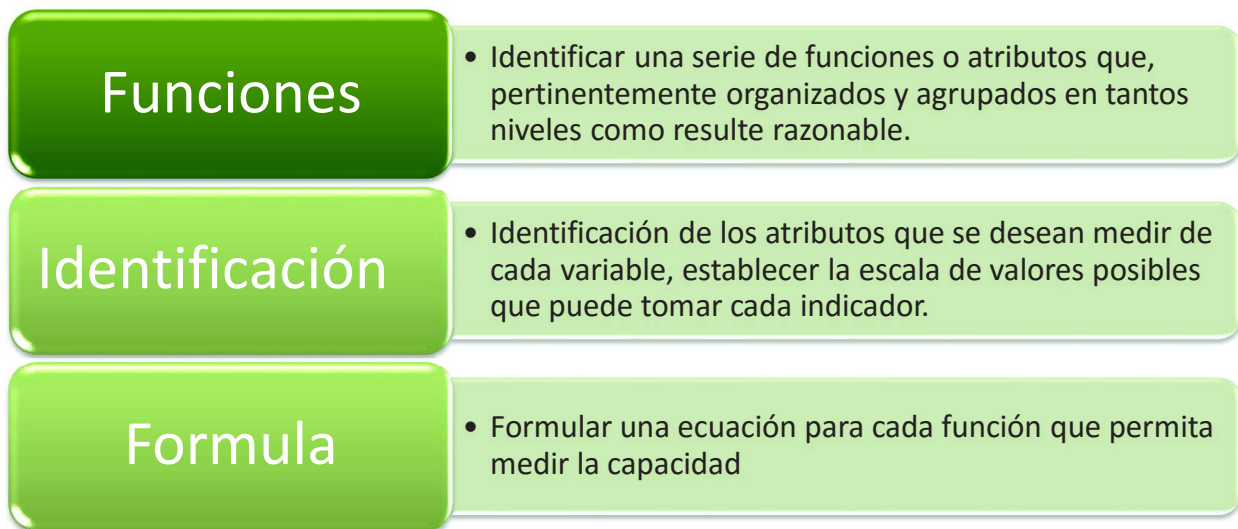 Funciones
• Identificar una serie de funciones o atributos que,
pertinentemente organizados y agrupados en tantos
niveles como resulte razonable.
Identificación
• Identificación de los atributos que se desean medir de
cada variable, establecer la escala de valores posibles
que puede tomar cada indicador.
Formula
• Formular una ecuación para cada función que permita
medir la capacidad